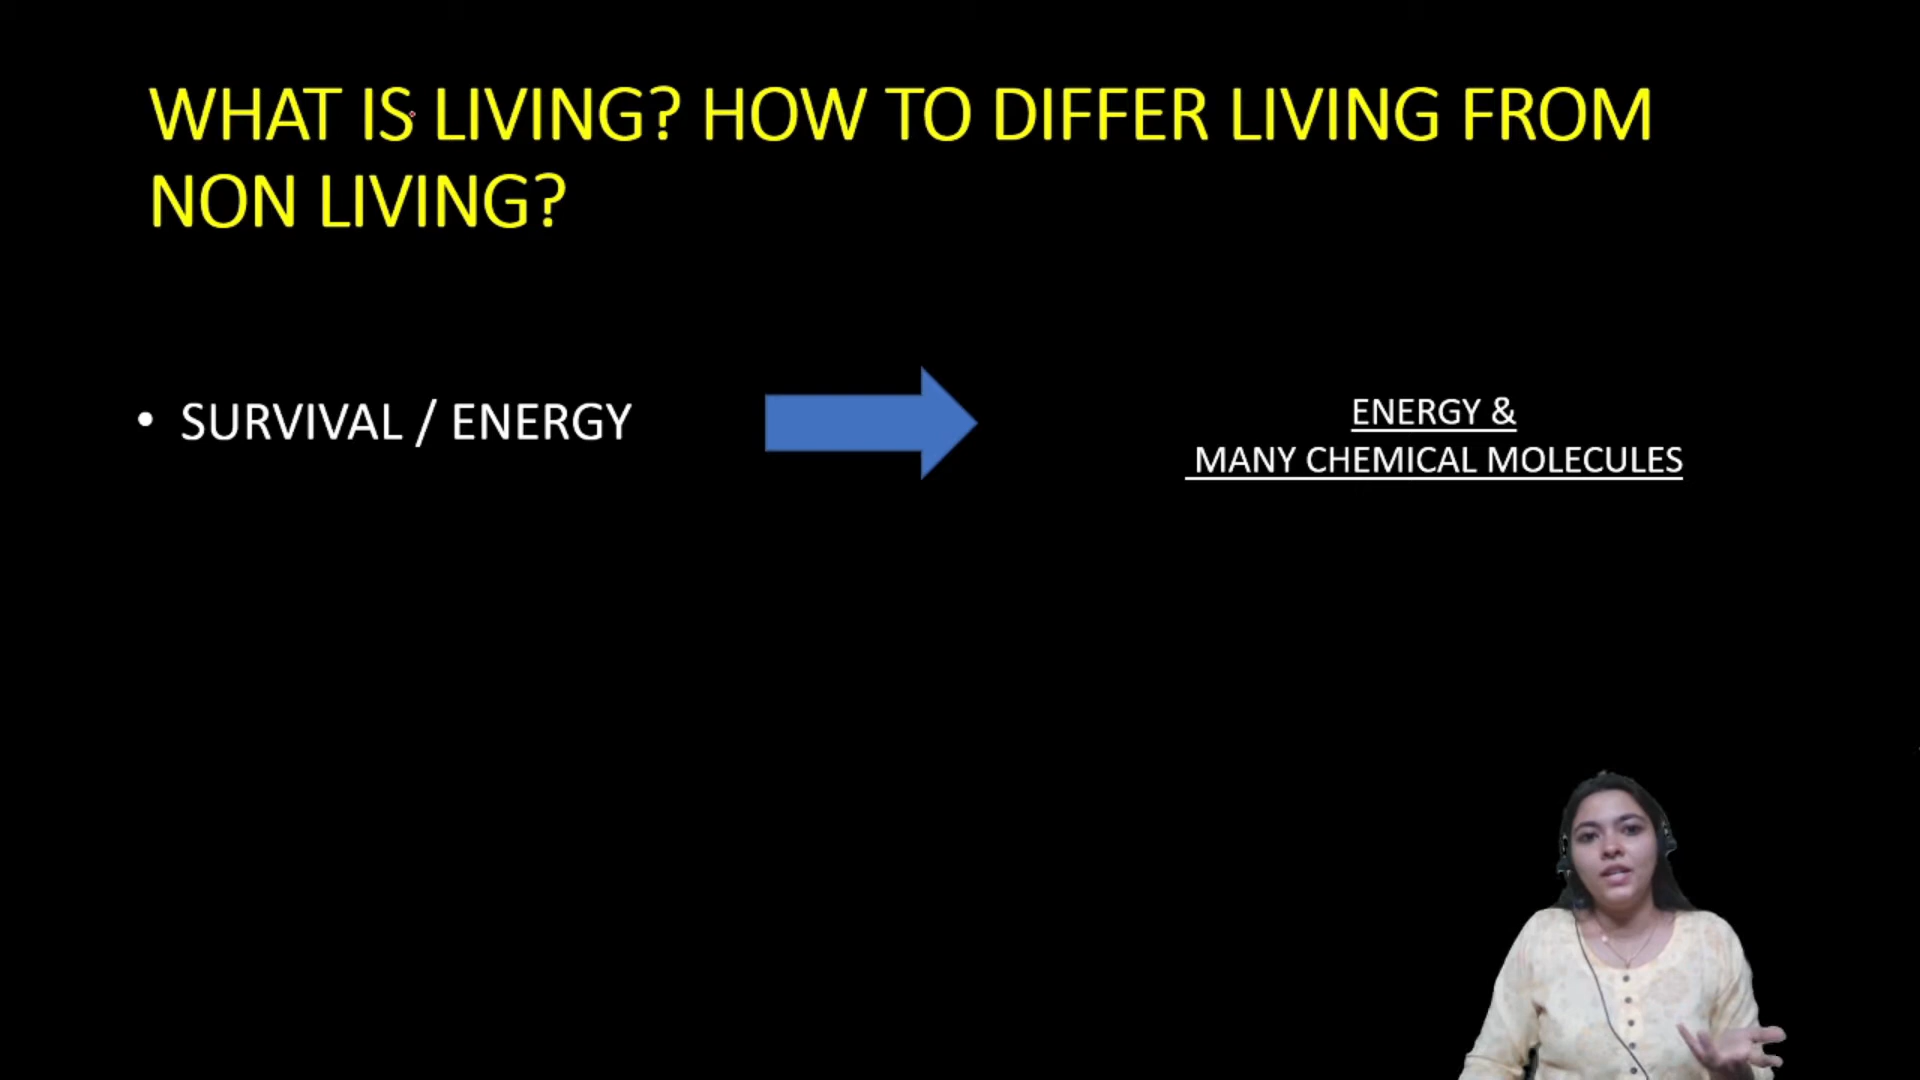 WHAT IS LIVING? HOW TO DIFFER LIVING FROM
NON LIVING?
• SURVIVAL / ENERGY
ENERGY &
MANY CHEMICAL MOLECULES